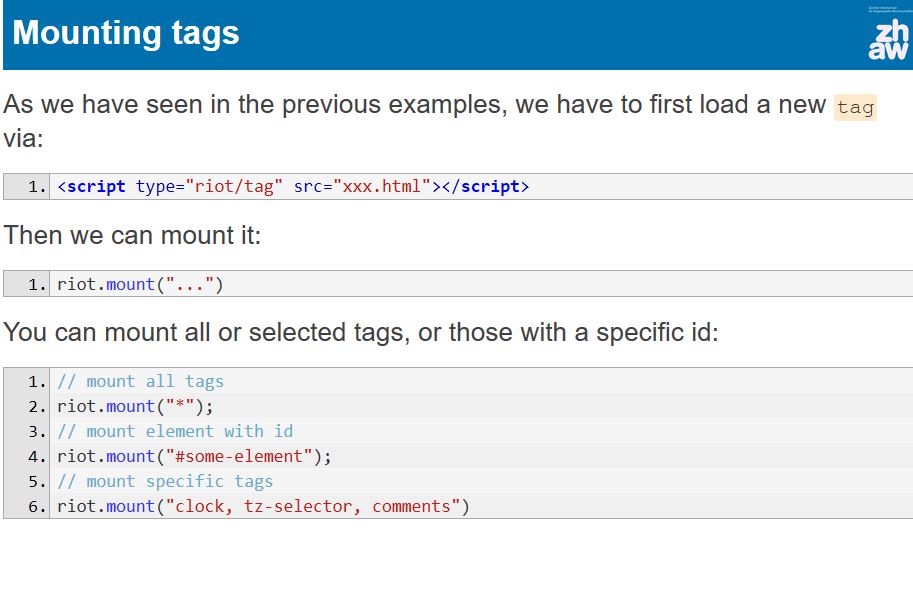 Mounting tags
zh
aw
As we have seen in the previous examples, we have to first load a new tag
via:
1. <script type="riot/tag" src="xxx.html"></script>
Then we can mount it:
1. riot.mount("...")
You can mount all or selected tags, or those with a specific id:
1. // mount all tags
2. riot.mount("*");
3. // mount element with id
4. riot.mount("#some-element");
5. // mount specific tags
6. riot.mount("clock, tz-selector, comments")